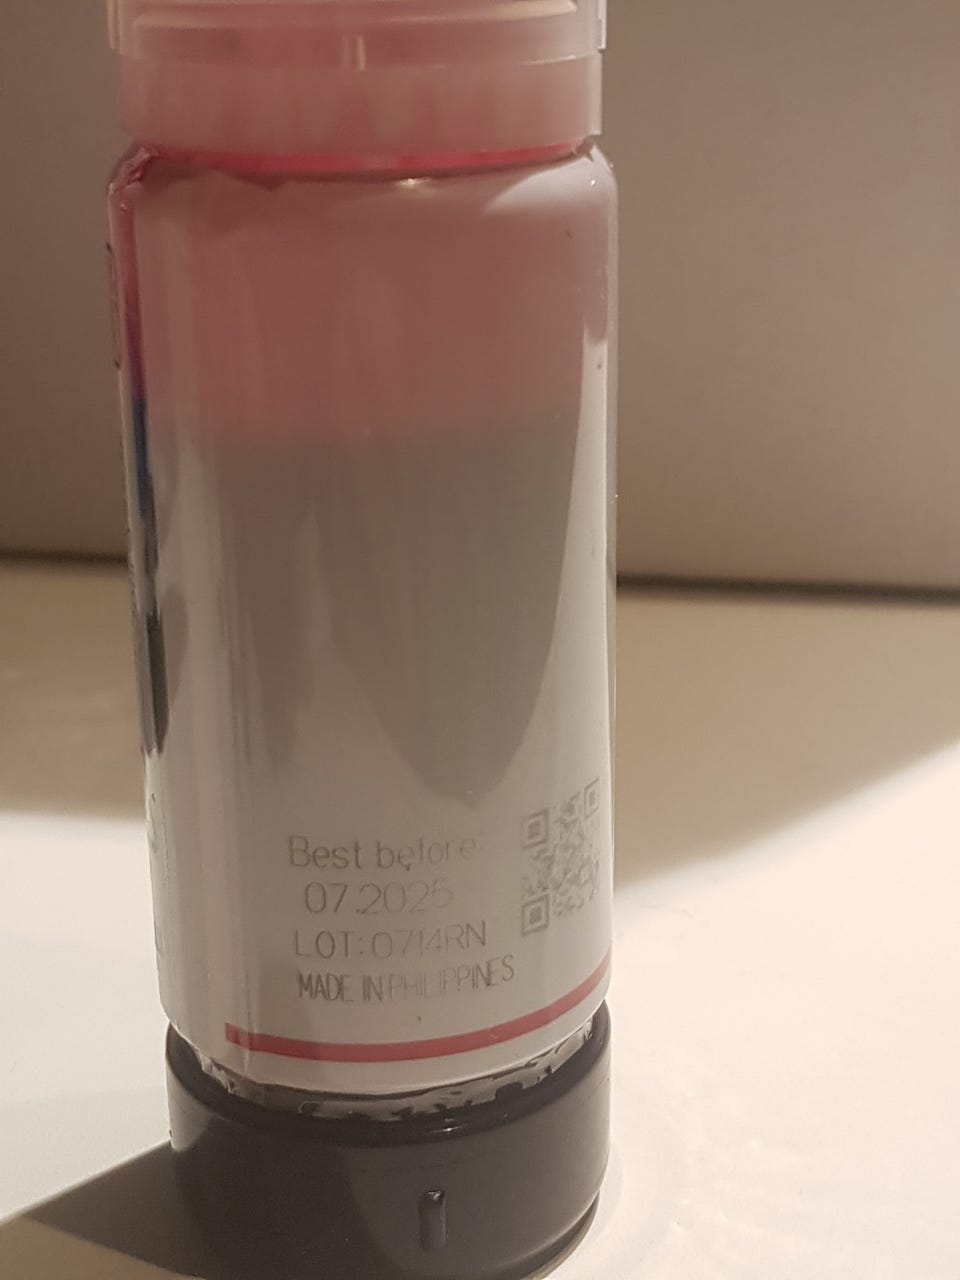 Best before:
07.2025
LOT:0714RN
MADE IN PHILIPPINES